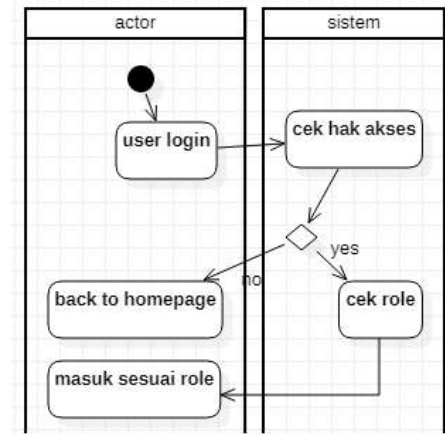 actor
sistem
user login
cek hak akses
yes
no
back to homepage
cek role
masuk sesuai role